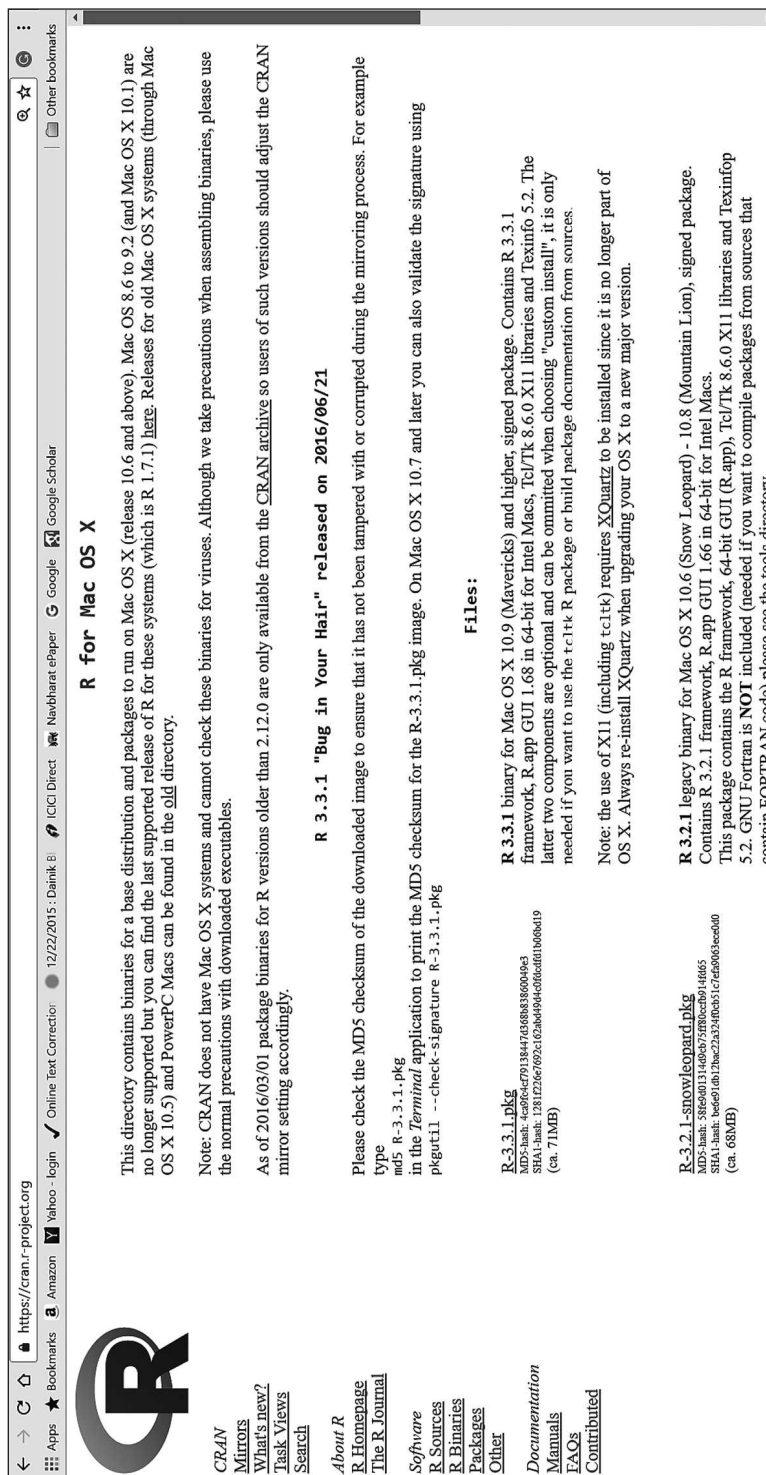 https://cran.r-project.org
Apps Bookmarks Amazon Yahoo - login Online Text Correction 12/22/2015 : Dainik Bl ICICI Direct Navbharat ePaper Google Google Scholar Other bookmarks
R
CRAN
Mirrors
What's new?
Task Views
Search
About R
R Homepage
The R Journal
Software
R Sources
R Binaries
Packages
Other
Documentation
Manuals
FAQs
Contributed
R for Mac OS X
This directory contains binaries for a base distribution and packages to run on Mac OS X (release 10.6 and above). Mac OS 8.6 to 9.2 (and Mac OS X 10.1) are
no longer supported but you can find the last supported release of R for these systems (which is R 1.7.1) here. Releases for old Mac OS X systems (through Mac
OS X 10.5) and PowerPC Macs can be found in the old directory.
Note: CRAN does not have Mac OS X systems and cannot check these binaries for viruses. Although we take precautions when assembling binaries, please use
the normal precautions with downloaded executables.
As of 2016/03/01 package binaries for R versions older than 2.12.0 are only available from the CRAN archive so users of such versions should adjust the CRAN
mirror setting accordingly.
R 3.3.1 "Bug in Your Hair" released on 2016/06/21
Please check the MD5 checksum of the downloaded image to ensure that it has not been tampered with or corrupted during the mirroring process. For example
type
md5 R-3.3.1.pkg
in the Terminal application to print the MD5 checksum for the R-3.3.1.pkg image. On Mac OS X 10.7 and later you can also validate the signature using
pkgutil --check-signature R-3.3.1.pkg
Files:
R-3.3.1.pkg
MD5-hash:
SHA1-hash:
(ca. 71MB)
R 3.3.1 binary for Mac OS X 10.9 (Mavericks) and higher, signed package. Contains R 3.3.1
framework, R.app GUI 1.68 in 64-bit for Intel Macs, Tcl/Tk 8.6.0 X11 libraries and Texinfo 5.2. The
latter two components are optional and can be ommitted when choosing "custom install", it is only
needed if you want to use the tcltk R package or build package documentation from sources.
Note: the use of X11 (including tcltk) requires XQuartz to be installed since it is no longer part of
OS X. Always re-install XQuartz when upgrading your OS X to a new major version.
R-3.2.1-snowleopard.pkg
MD5-hash:
SHA1-hash:
(ca. 68MB)
R 3.2.1 legacy binary for Mac OS X 10.6 (Snow Leopard) - 10.8 (Mountain Lion), signed package.
Contains R 3.2.1 framework, R.app GUI 1.66 in 64-bit for Intel Macs.
This package contains the R framework, 64-bit GUI (R.app), Tcl/Tk 8.6.0 X11 libraries and Texinfop
5.2. GNU Fortran is NOT included (needed if you want to compile packages from sources that
contain FORTRAN code) please see the tools directory.